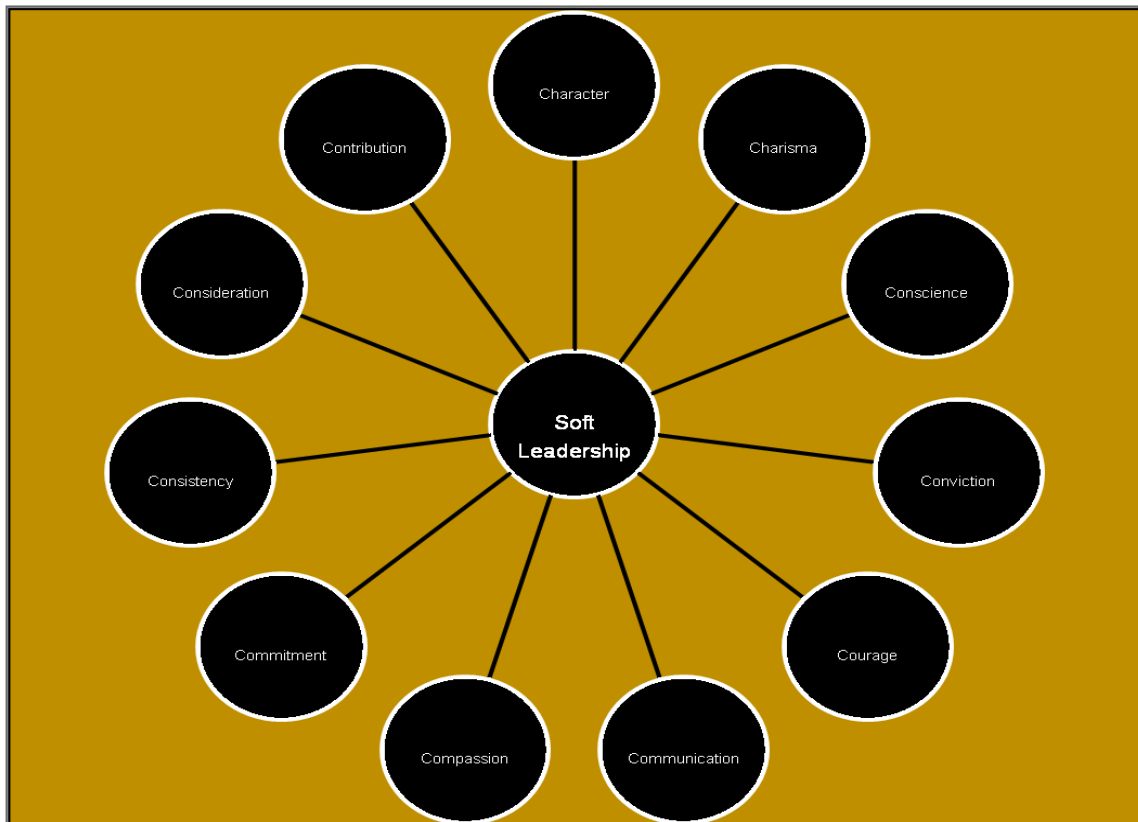 Character
Contribution
Charisma
Consideration
Conscience
Soft
Leadership
Consistency
Conviction
Commitment
Courage
Compassion
Communication